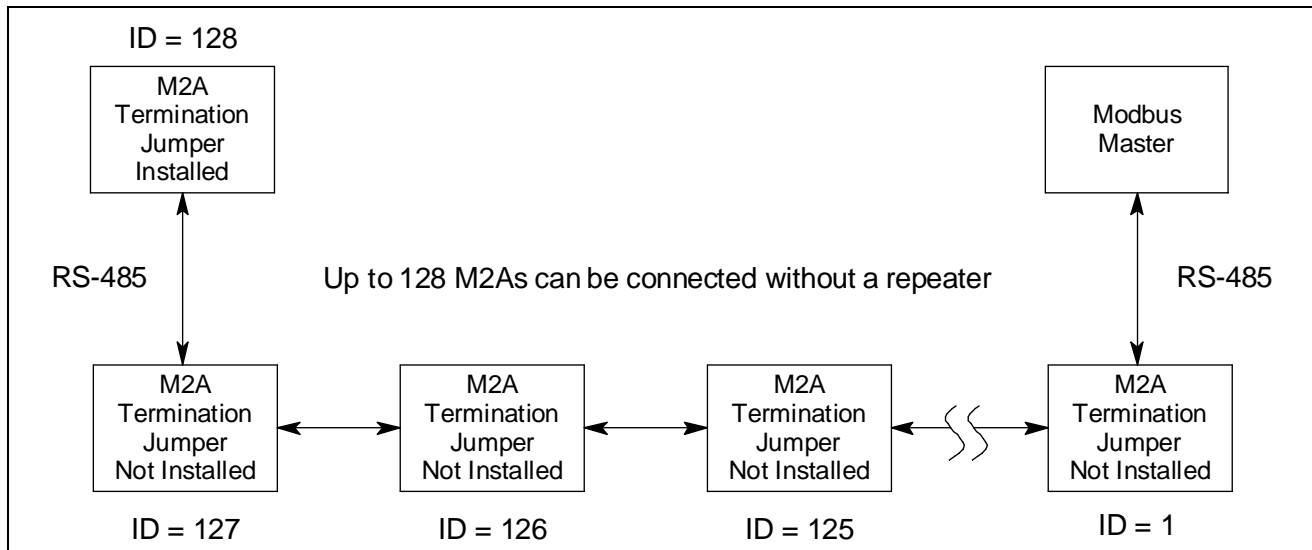 ID = 128
M2A
Termination
Jumper
Installed
Modbus
Master
RS-485
Up to 128 M2As can be connected without a repeater
RS-485
M2A
Termination
Jumper
Not Installed
M2A
Termination
Jumper
Not Installed
M2A
Termination
Jumper
Not Installed
M2A
Termination
Jumper
Not Installed
ID = 127
ID = 126
ID = 125
ID = 1